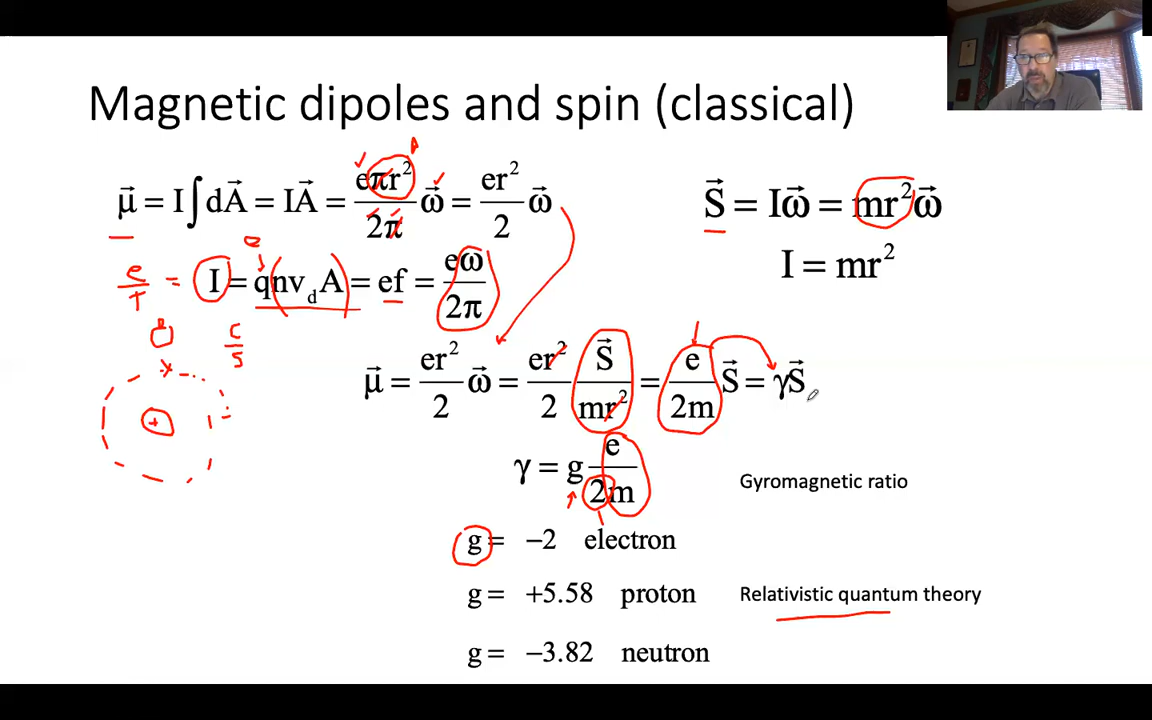 Magnetic dipoles and spin (classical)
μ⃗ = I∫dA⃗ = IA⃗ = eπr²/2π ω⃗ = er²/2 ω⃗
S⃗ = Iω⃗ = mr²ω⃗
I = mr²
e
e/T = I = qnv_dA = ef = eω/2π
C/S
μ⃗ = er²/2 ω⃗ = er²/2 S⃗/mr² = e/2m S⃗ = γS⃗
+
γ = g e/2m
Gyromagnetic ratio
g = −2 electron
g = +5.58 proton
Relativistic quantum theory
g = −3.82 neutron